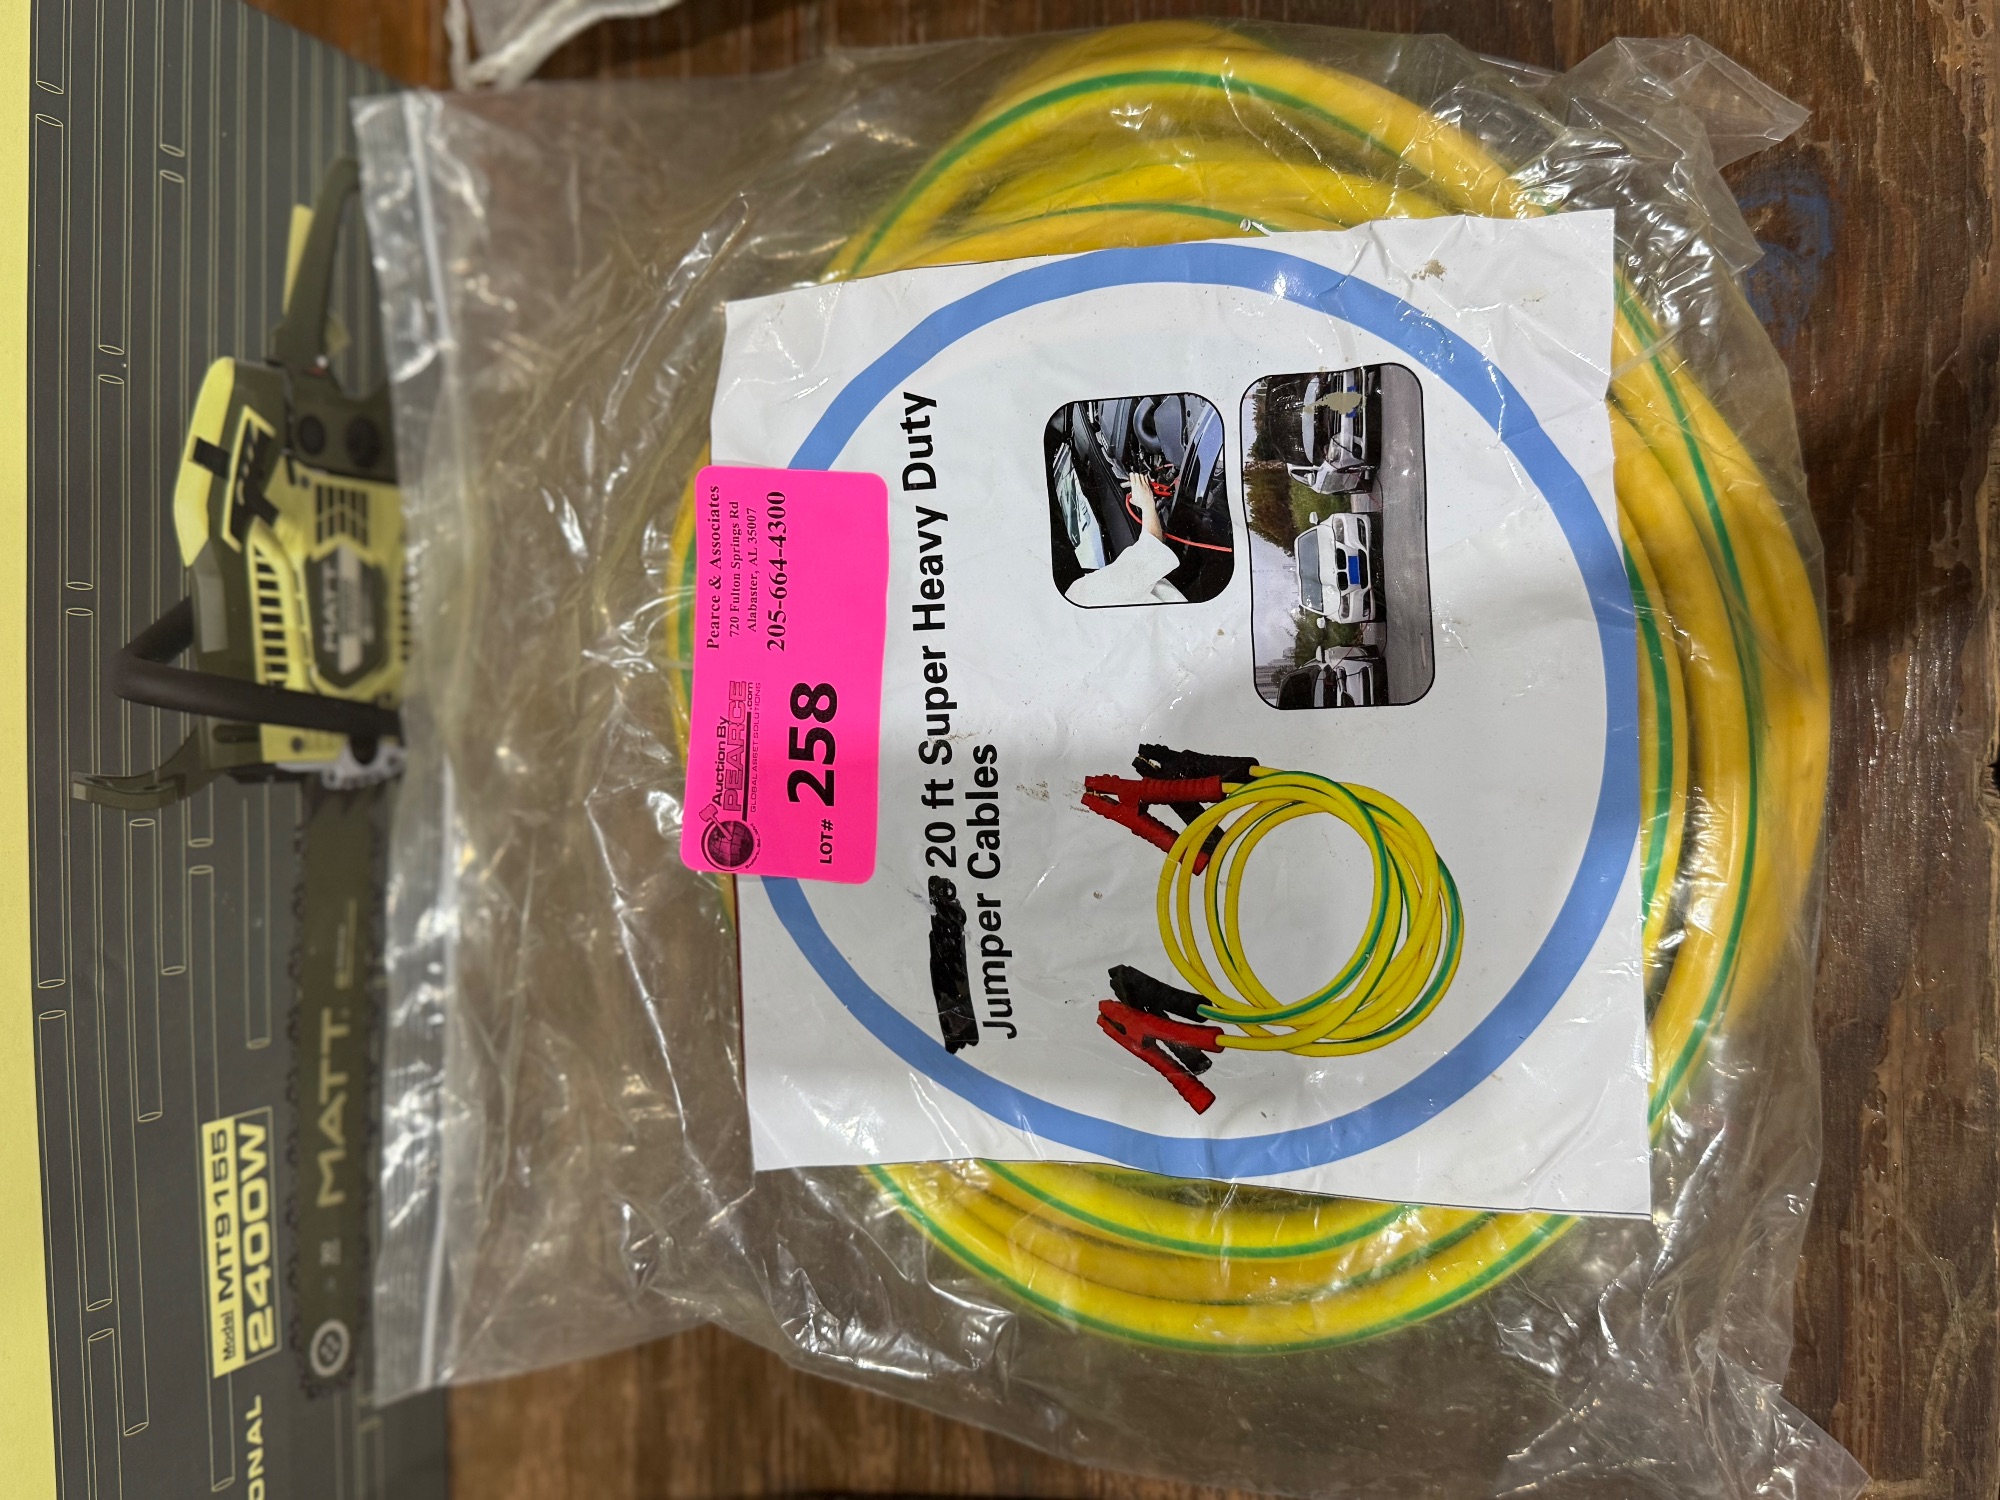 Pearce & Associates
720 Fulton Springs Rd
Alabaster, AL 35007
205-664-4300
Auction By
PEARCE
.com
GLOBAL ASSET SOLUTIONS
LOT# 258
20 ft Super Heavy Duty
Jumper Cables
MATT
MATT
Model MT9155
2400W
ONAL